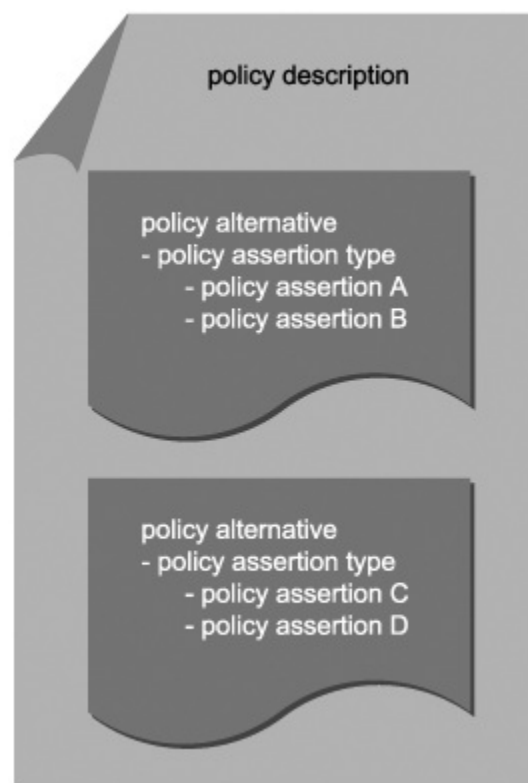 policy description
policy alternative
- policy assertion type
- policy assertion A
- policy assertion B
policy alternative
- policy assertion type
- policy assertion C
- policy assertion D